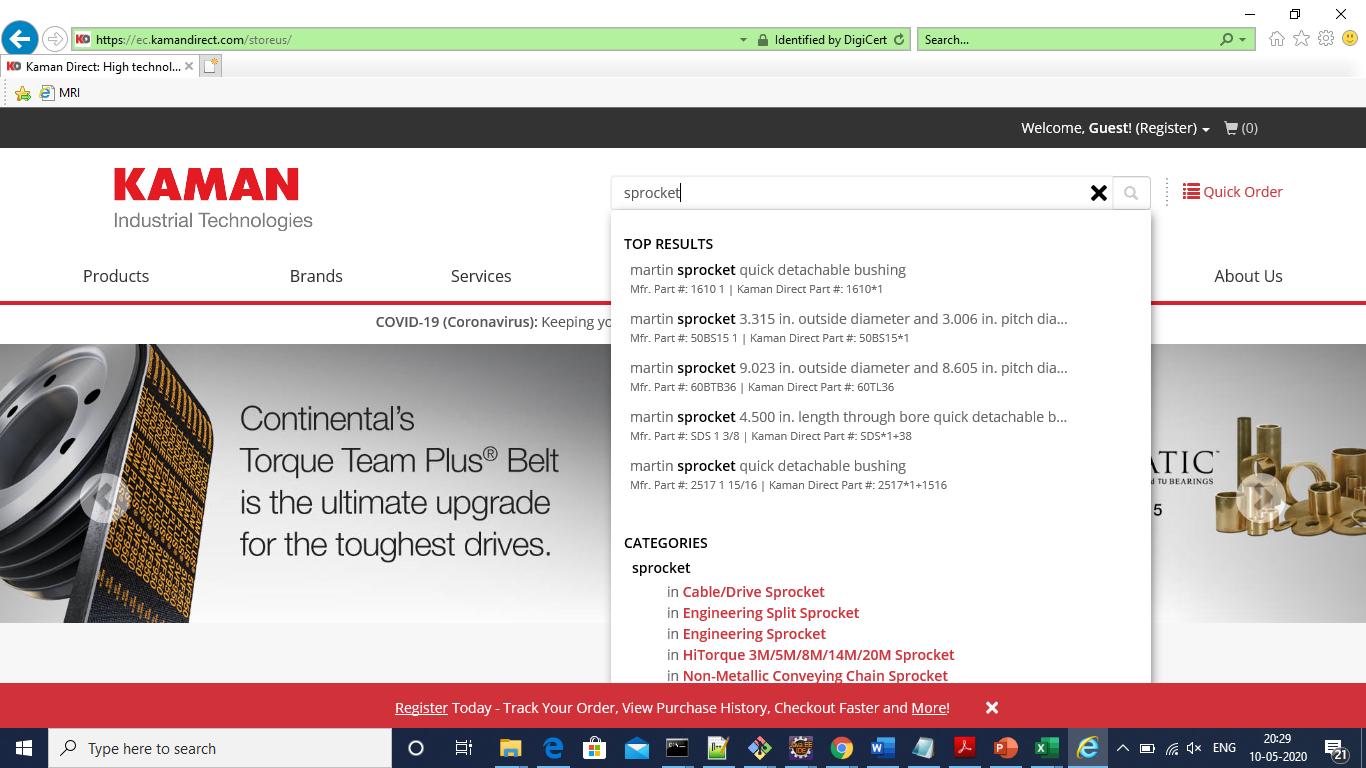 https://ec.kamandirect.com/storeus/
Identified by DigiCert
Search...
Kaman Direct: High technol...
MRI
Welcome, Guest! (Register)
(0)
KAMAN
Industrial Technologies
sprocket
Quick Order
Products
Brands
Services
About Us
COVID-19 (Coronavirus): Keeping yo
TOP RESULTS
martin sprocket quick detachable bushing
Mfr. Part #: 1610 1 | Kaman Direct Part #: 1610*1
martin sprocket 3.315 in. outside diameter and 3.006 in. pitch dia...
Mfr. Part #: 50BS15 1 | Kaman Direct Part #: 50BS15*1
martin sprocket 9.023 in. outside diameter and 8.605 in. pitch dia...
Mfr. Part #: 60BTB36 | Kaman Direct Part #: 60TL36
martin sprocket 4.500 in. length through bore quick detachable b...
Mfr. Part #: SDS 1 3/8 | Kaman Direct Part #: SDS*1+38
martin sprocket quick detachable bushing
Mfr. Part #: 2517 1 15/16 | Kaman Direct Part #: 2517*1+1516
CATEGORIES
sprocket
in Cable/Drive Sprocket
in Engineering Split Sprocket
in Engineering Sprocket
in HiTorque 3M/5M/8M/14M/20M Sprocket
in Non-Metallic Conveying Chain Sprocket
Continental's
Torque Team Plus® Belt
is the ultimate upgrade
for the toughest drives.
ATIC™
D TU BEARINGS
5
Register Today - Track Your Order, View Purchase History, Checkout Faster and More!
Type here to search
ENG
20:29
10-05-2020
21